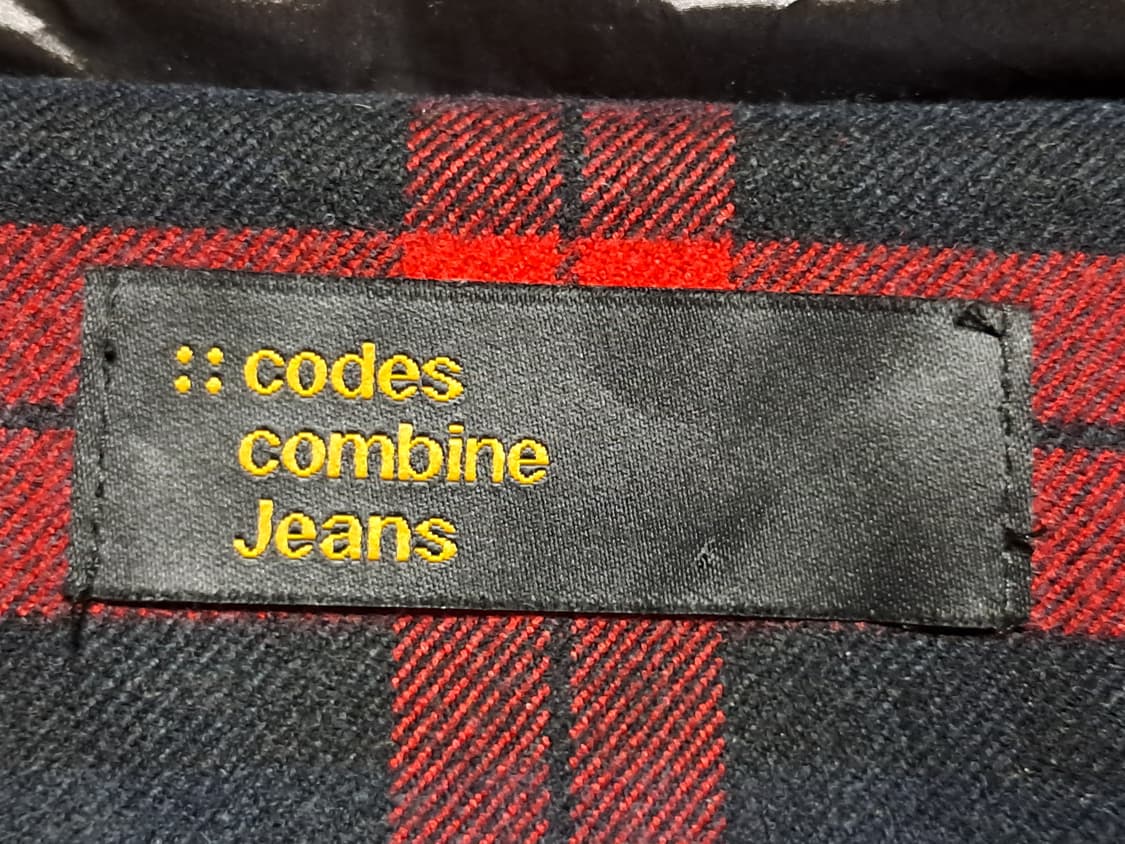 :: codes
combine
Jeans